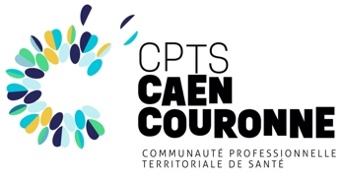 CPTS
CAEN
COURONNE
COMMUNAUTÉ PROFESSIONNELLE
TERRITORIALE DE SANTÉ